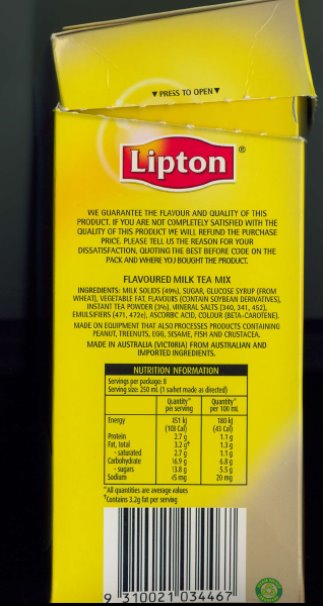 ▼ PRESS TO OPEN ▼
Lipton®
WE GUARANTEE THE FLAVOUR AND QUALITY OF THIS
PRODUCT. IF YOU ARE NOT COMPLETELY SATISFIED WITH THE
QUALITY OF THIS PRODUCT WE WILL REFUND THE PURCHASE
PRICE. PLEASE TELL US THE REASON FOR YOUR
DISSATISFACTION, QUOTING THE BEST BEFORE CODE ON THE
PACK AND WHERE YOU BOUGHT THE PRODUCT.
FLAVOURED MILK TEA MIX
INGREDIENTS: MILK SOLIDS (49%), SUGAR, GLUCOSE SYRUP (FROM
WHEAT), VEGETABLE FAT, FLAVOURS (CONTAIN SOYBEAN DERIVATIVES),
INSTANT TEA POWDER (3%), MINERAL SALTS (340, 341, 452),
EMULSIFIERS (471, 472e), ASCORBIC ACID, COLOUR (BETA-CAROTENE).
MADE ON EQUIPMENT THAT ALSO PROCESSES PRODUCTS CONTAINING
PEANUT, TREENUTS, EGG, SESAME, FISH AND CRUSTACEA.
MADE IN AUSTRALIA (VICTORIA) FROM AUSTRALIAN AND
IMPORTED INGREDIENTS.
NUTRITION INFORMATION
Servings per package: 8
Serving size: 250 mL (1 sachet made as directed)
Quantity* per serving Quantity* per 100 mL
Energy 451 kJ 180 kJ
(108 Cal) (43 Cal)
Protein 2.7 g 1.1 g
Fat, total 3.2 g† 1.3 g
- saturated 2.7 g 1.1 g
Carbohydrate 16.9 g 6.8 g
- sugars 13.8 g 5.5 g
Sodium 45 mg 20 mg
*All quantities are average values
†Contains 3.2g fat per serving
9 310021 034467